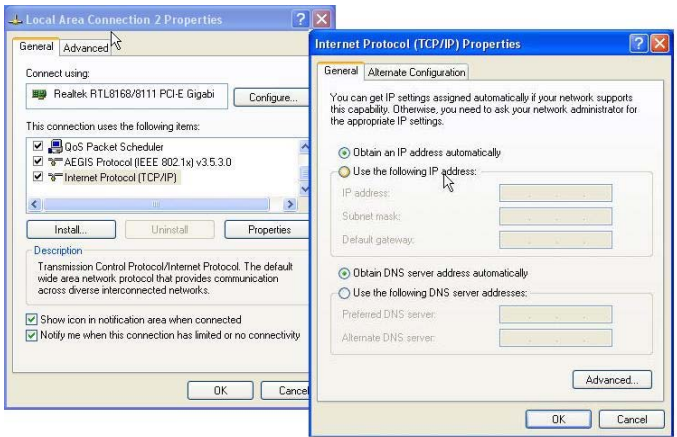 Local Area Connection 2 Properties
General Advanced
Connect using:
Realtek RTL8168/8111 PCI-E Gigabi
Configure...
This connection uses the following items:
QoS Packet Scheduler
AEGIS Protocol (IEEE 802.1x) v3.5.3.0
Internet Protocol (TCP/IP)
Install... Uninstall Properties
Description
Transmission Control Protocol/Internet Protocol. The default
wide area network protocol that provides communication
across diverse interconnected networks.
Show icon in notification area when connected
Notify me when this connection has limited or no connectivity
OK Cancel
Internet Protocol (TCP/IP) Properties
General Alternate Configuration
You can get IP settings assigned automatically if your network supports
this capability. Otherwise, you need to ask your network administrator for
the appropriate IP settings.
Obtain an IP address automatically
Use the following IP address:
IP address:
Subnet mask:
Default gateway:
Obtain DNS server address automatically
Use the following DNS server addresses:
Preferred DNS server:
Alternate DNS server:
Advanced...
OK Cancel